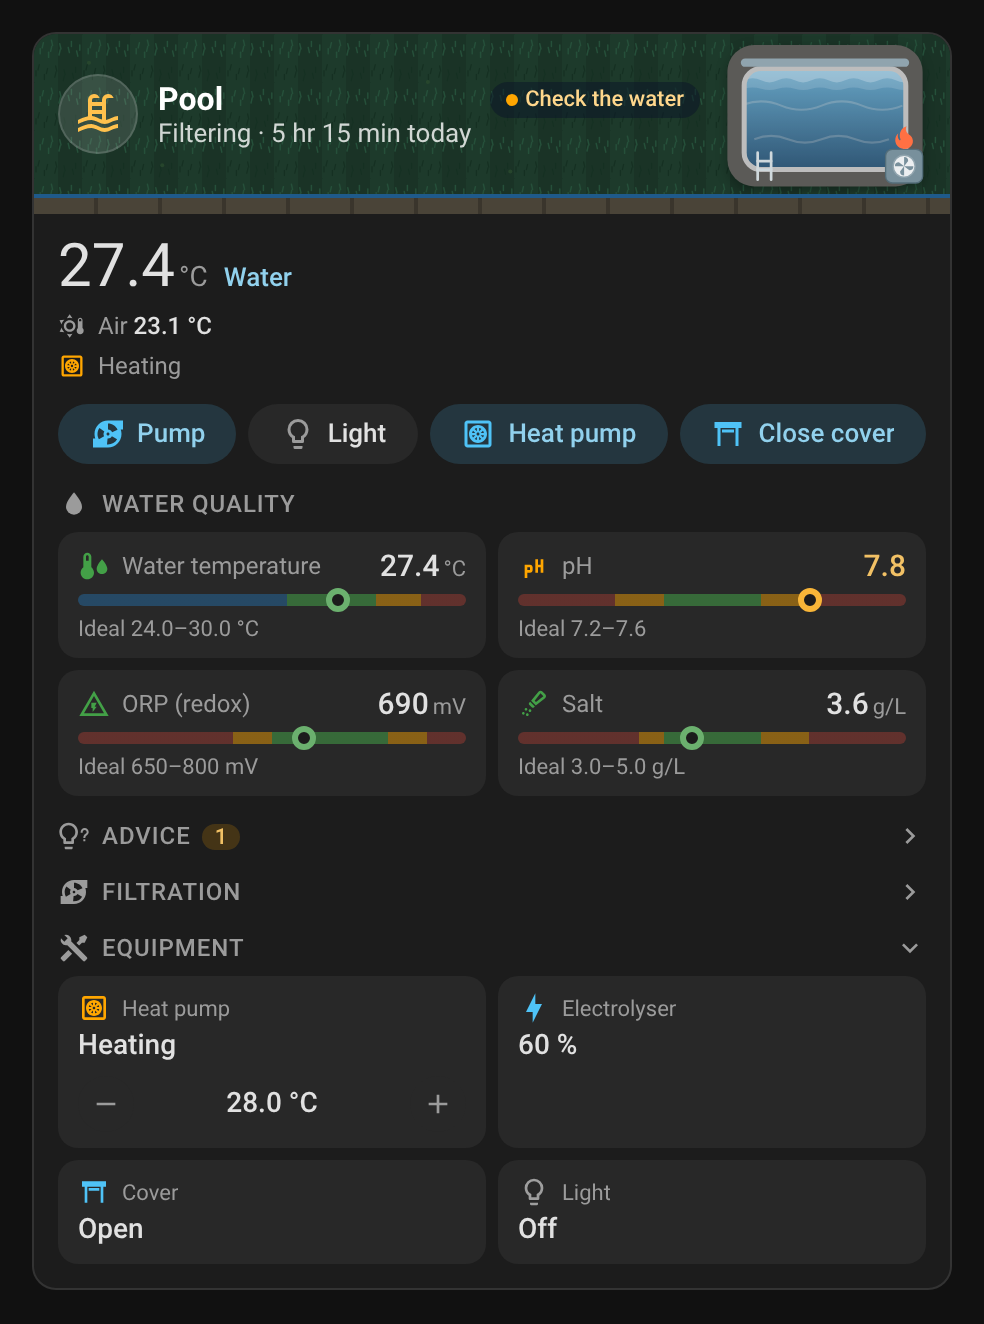 Pool
Filtering · 5 hr 15 min today
Check the water
27.4 °C Water
Air 23.1 °C
Heating
Pump
Light
Heat pump
Close cover
WATER QUALITY
Water temperature 27.4 °C
Ideal 24.0–30.0 °C
pH pH 7.8
Ideal 7.2–7.6
ORP (redox) 690 mV
Ideal 650–800 mV
Salt 3.6 g/L
Ideal 3.0–5.0 g/L
? ADVICE 1
FILTRATION
EQUIPMENT
Heat pump
Heating
− 28.0 °C +
Electrolyser
60 %
Cover
Open
Light
Off